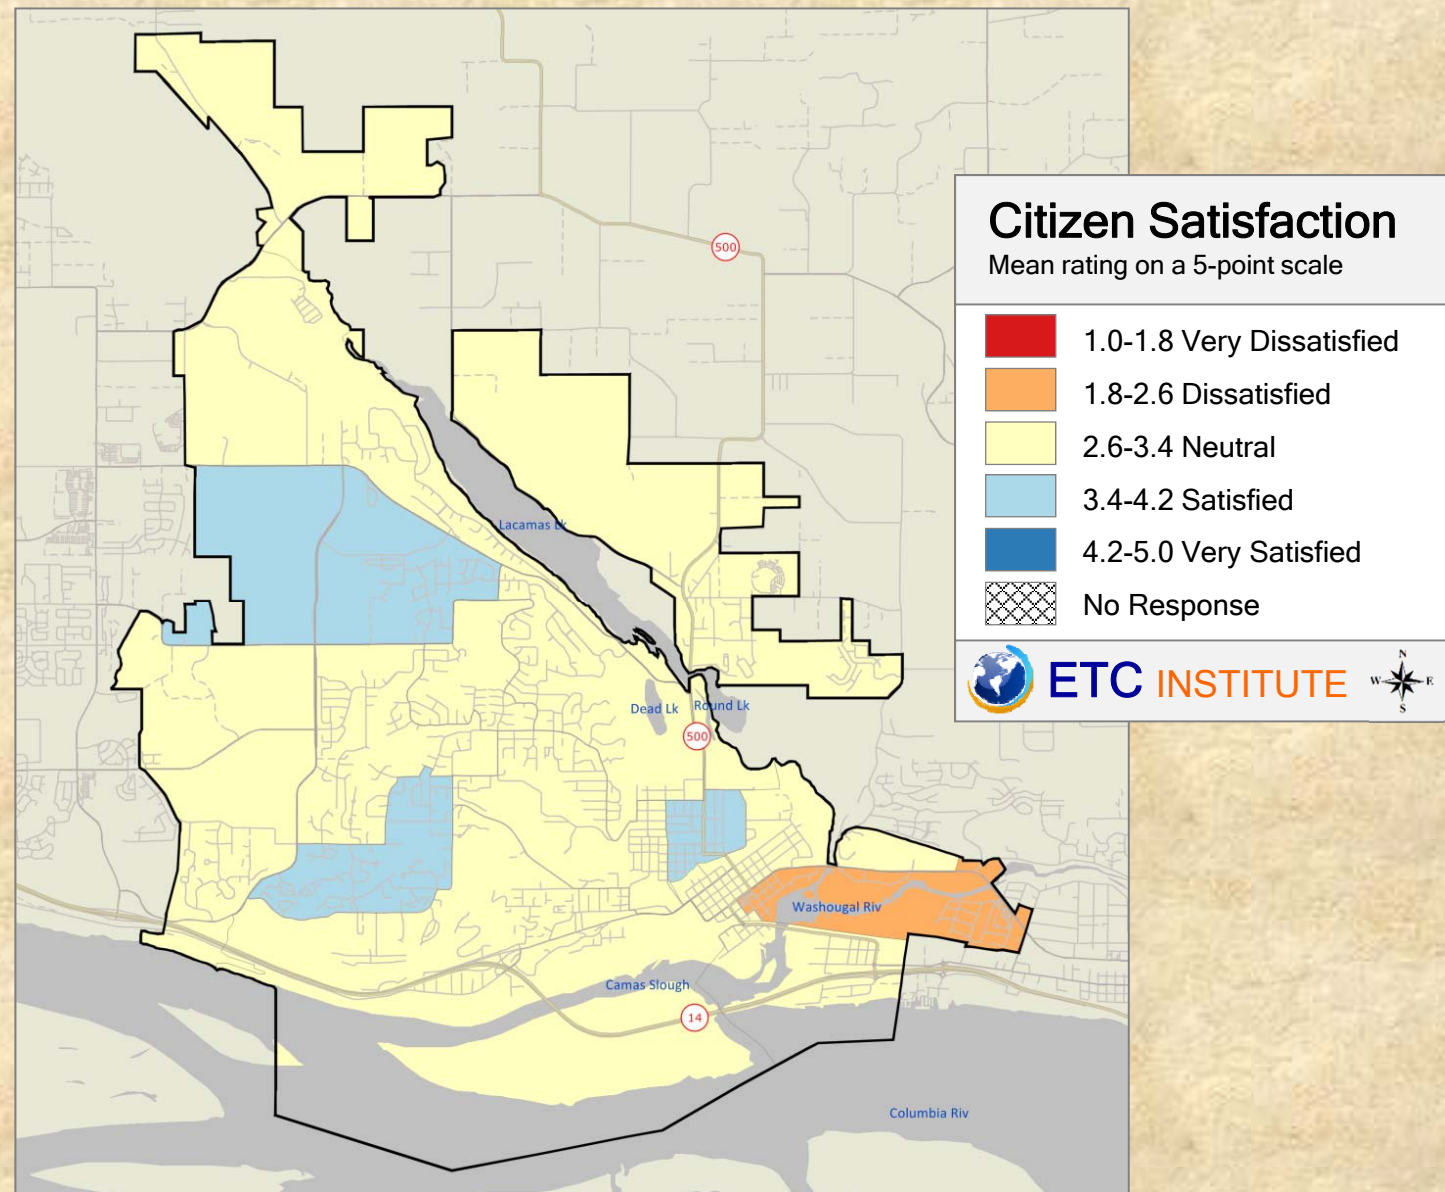 500
Citizen Satisfaction
Mean rating on a 5-point scale
1.0-1.8 Very Dissatisfied
1.8-2.6 Dissatisfied
2.6-3.4 Neutral
3.4-4.2 Satisfied
4.2-5.0 Very Satisfied
No Response
ETC INSTITUTE
N
W E
S
Lacamas Lk
Dead Lk
Round Lk
500
Washougal Riv
Camas Slough
14
Columbia Riv